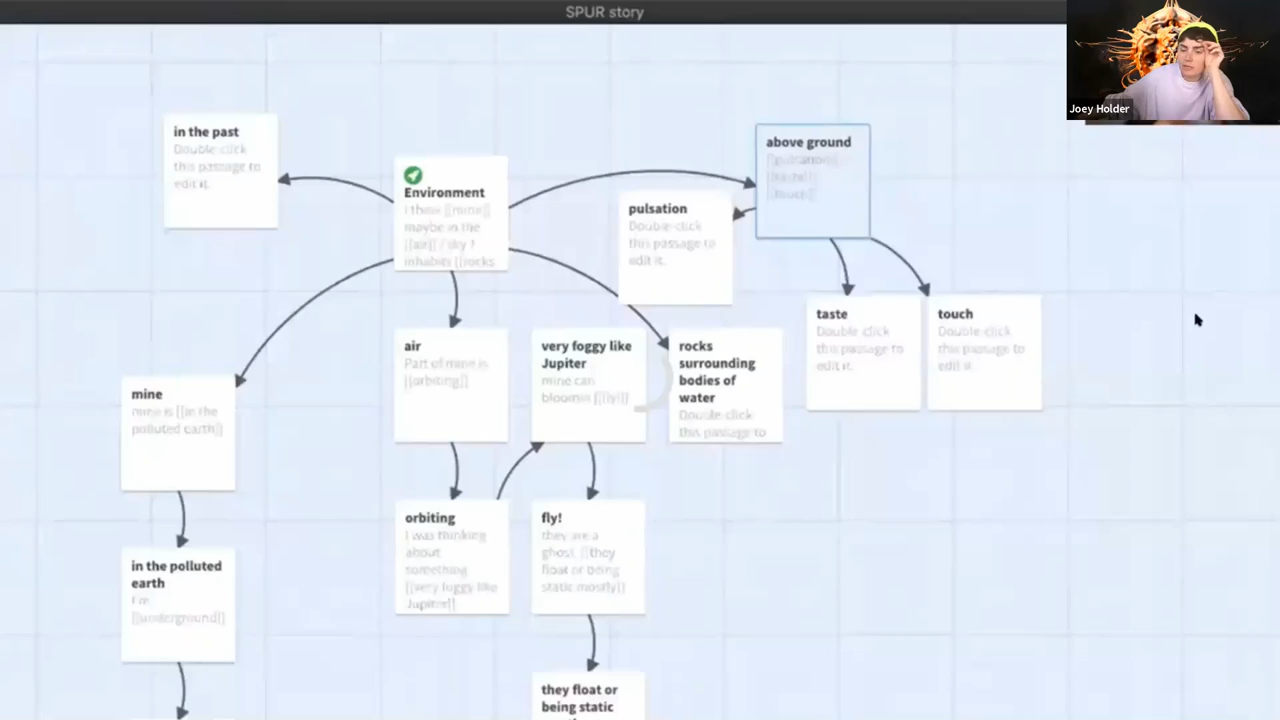 SPUR story
Joey Holder
in the past
Double-click
this passage to
edit it.
Environment
I think [[mine]]
maybe in the
[[air]] / sky ?
inhabits [[rocks
above ground
[[pulsation]]
[[taste]]
[[touch]]
pulsation
Double-click
this passage to
edit it.
taste
Double-click
this passage to
edit it.
touch
Double-click
this passage to
edit it.
mine
mine is [[in the
polluted earth]]
air
Part of mine is
[[orbiting]]
very foggy like
Jupiter
mine can
[[fly!]]
rocks
surrounding
bodies of
water
Double-click
this passage to
in the polluted
earth
I'm
[[underground]]
orbiting
I was thinking
about
something
[[very foggy like
Jupiter]]
fly!
they are a
ghost, [[they
float or being
static mostly]]
they float or
being static